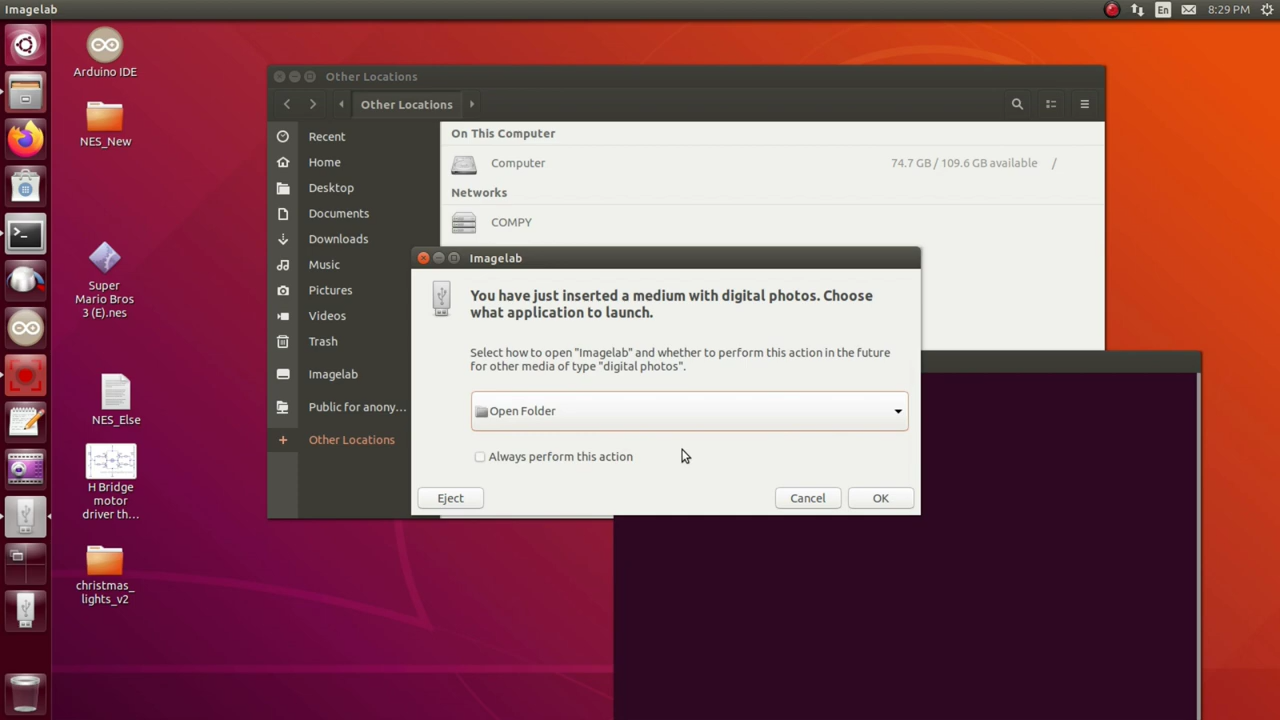 Imagelab
En
8:29 PM
Arduino IDE
NES_New
Super
Mario Bros
3 (E).nes
NES_Else
H Bridge
motor
driver th...
christmas_
lights_v2
Other Locations
Other Locations
Recent
Home
Desktop
Documents
Downloads
Music
Pictures
Videos
Trash
Imagelab
Public for anony...
Other Locations
On This Computer
Computer
74.7 GB / 109.6 GB available
/
Networks
COMPY
Imagelab
You have just inserted a medium with digital photos. Choose
what application to launch.
Select how to open "Imagelab" and whether to perform this action in the future
for other media of type "digital photos".
Open Folder
Always perform this action
Eject
Cancel
OK